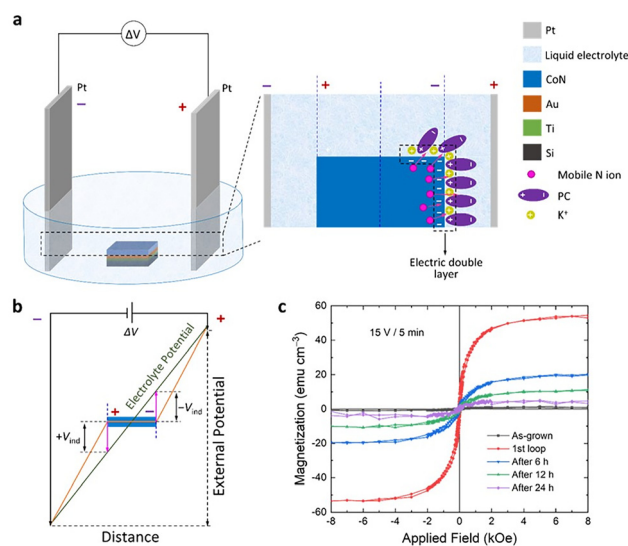 a
ΔV
Pt
Pt
−
+
+
−
−
+
Electric double
layer
Pt
Liquid electrolyte
CoN
Au
Ti
Si
Mobile N ion
PC
K⁺
b
−
+
ΔV
Electrolyte Potential
+
−
+Vind
−Vind
External Potential
Distance
c
15 V / 5 min
Magnetization (emu cm⁻³)
60
40
20
0
-20
-40
-60
-8 -6 -4 -2 0 2 4 6 8
Applied Field (kOe)
As-grown
1st loop
After 6 h
After 12 h
After 24 h